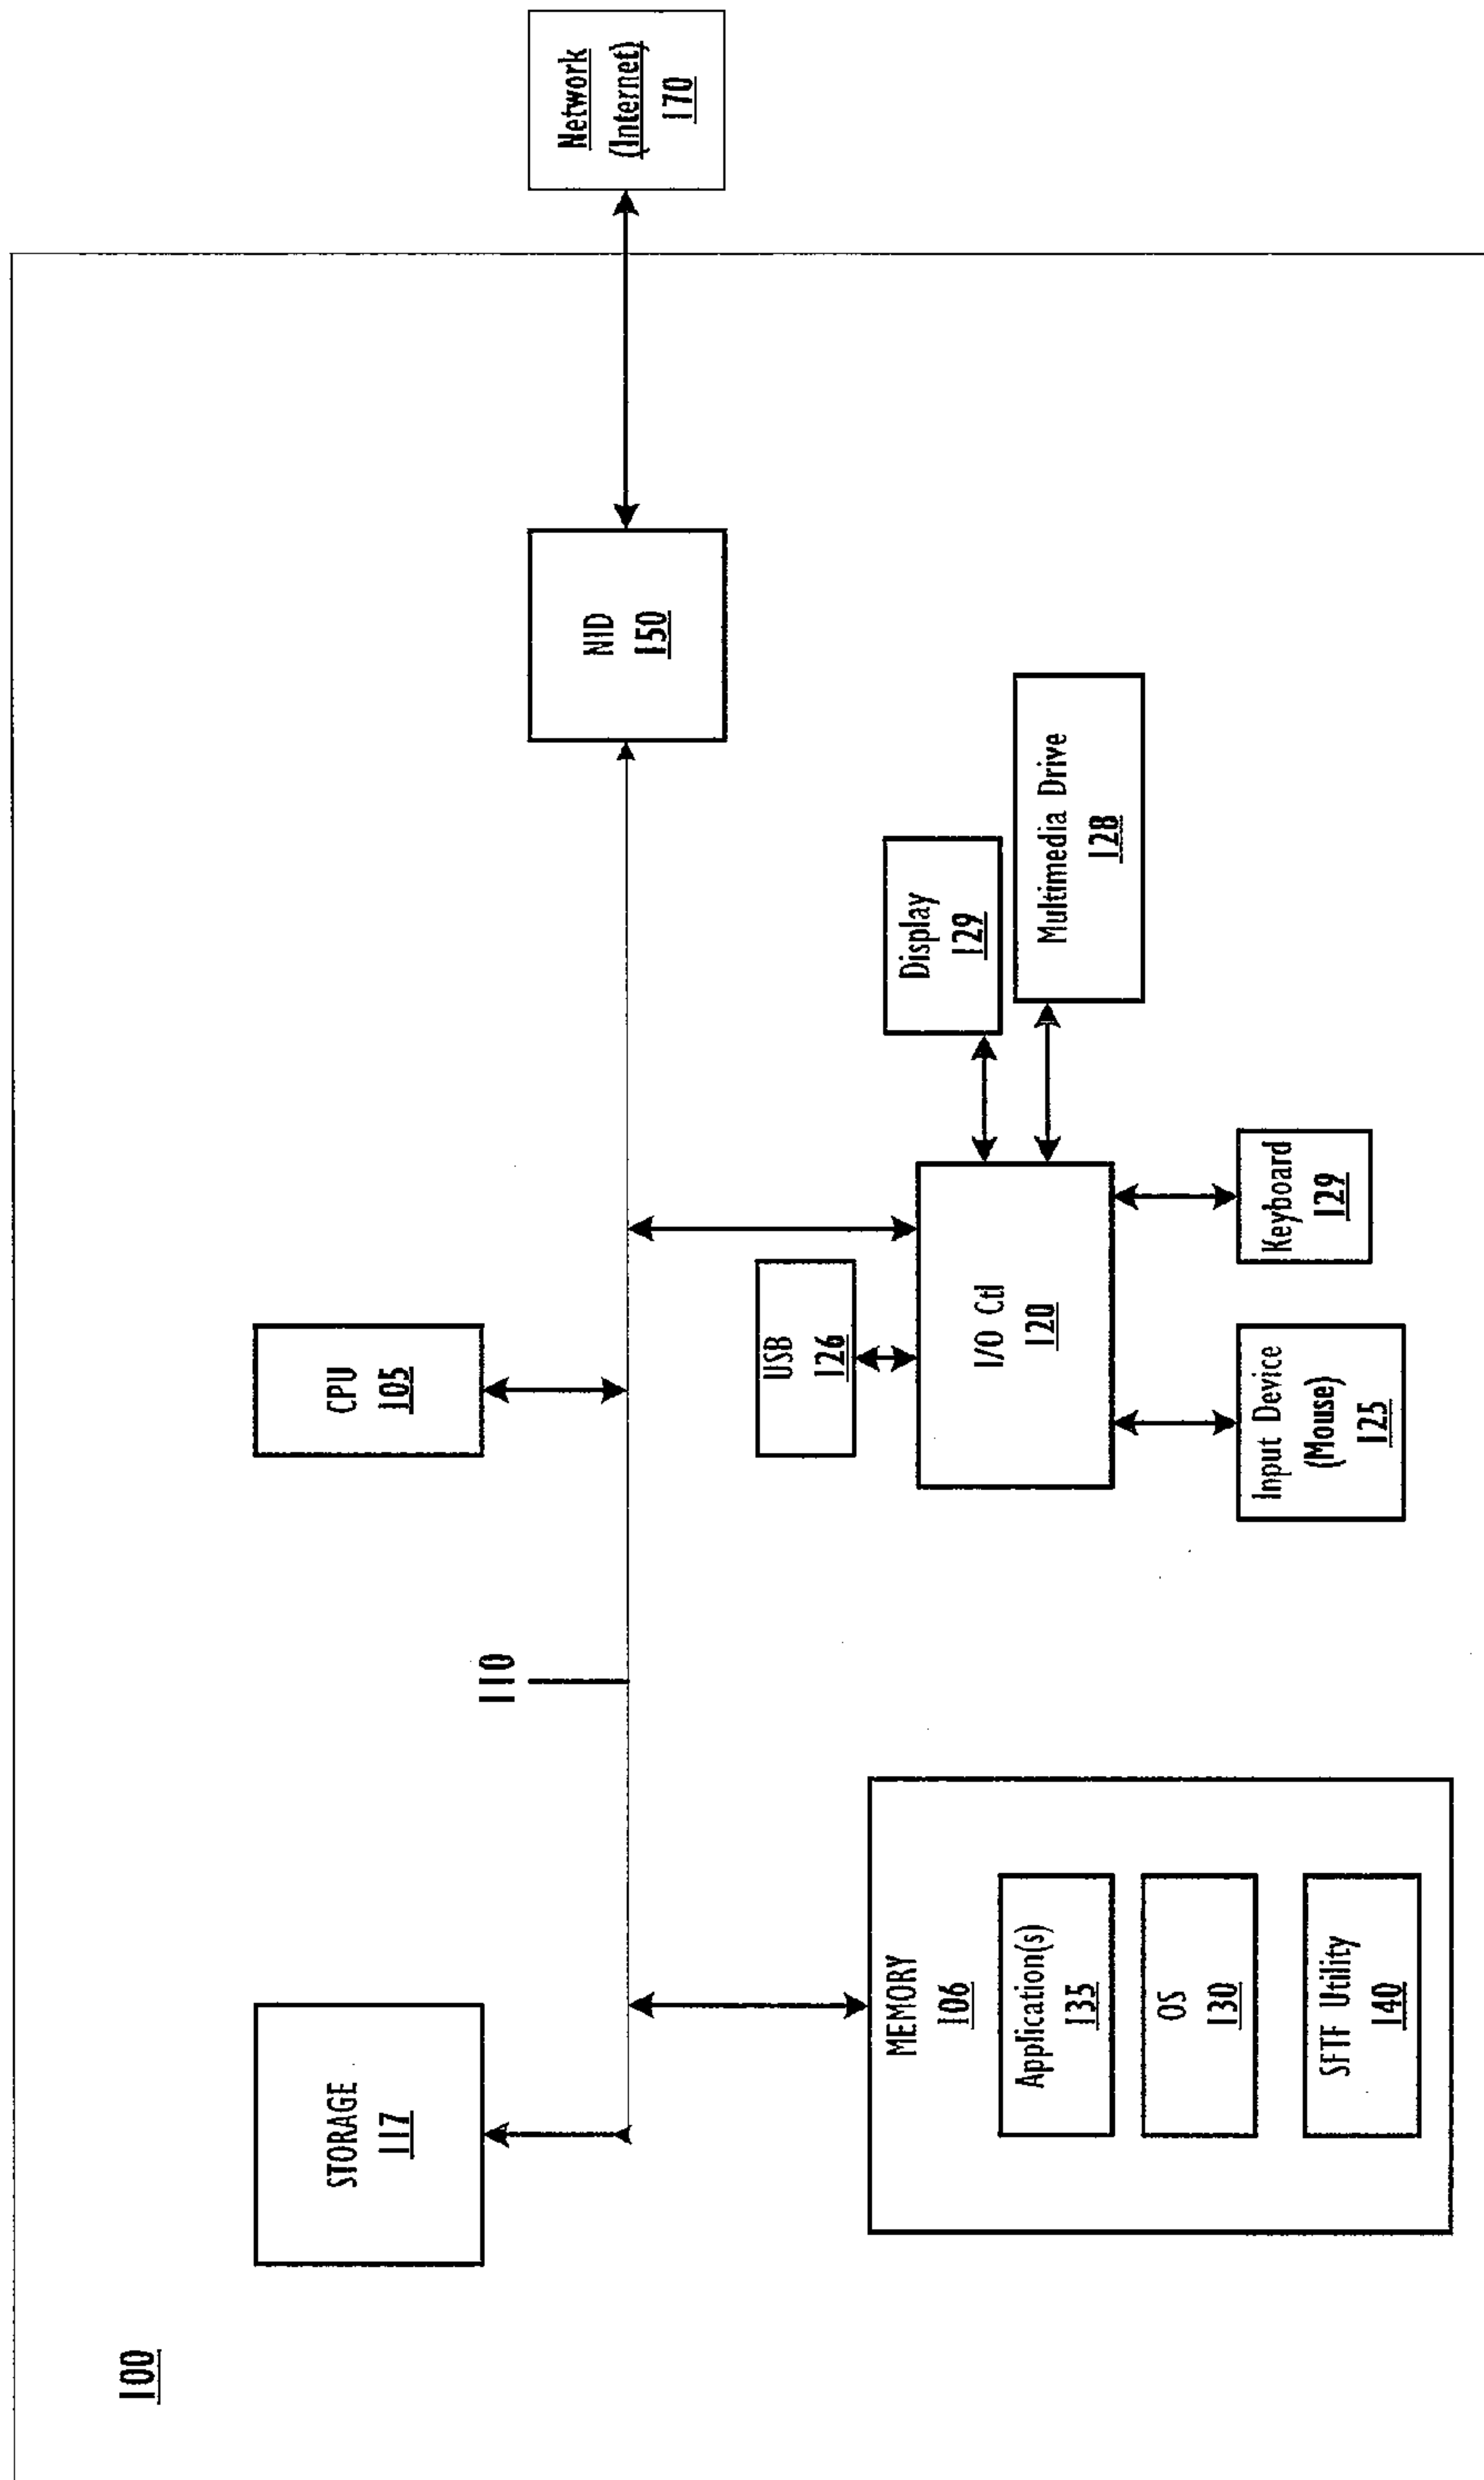 100
STORAGE
117
CPU
105
110
NID
150
Network
(Internet)
170
MEMORY
106
Application(s)
135
OS
130
SFTF Utility
140
USB
126
I/O Ctl
120
Display
129
Multimedia Drive
128
Input Device
(Mouse)
125
Keyboard
129